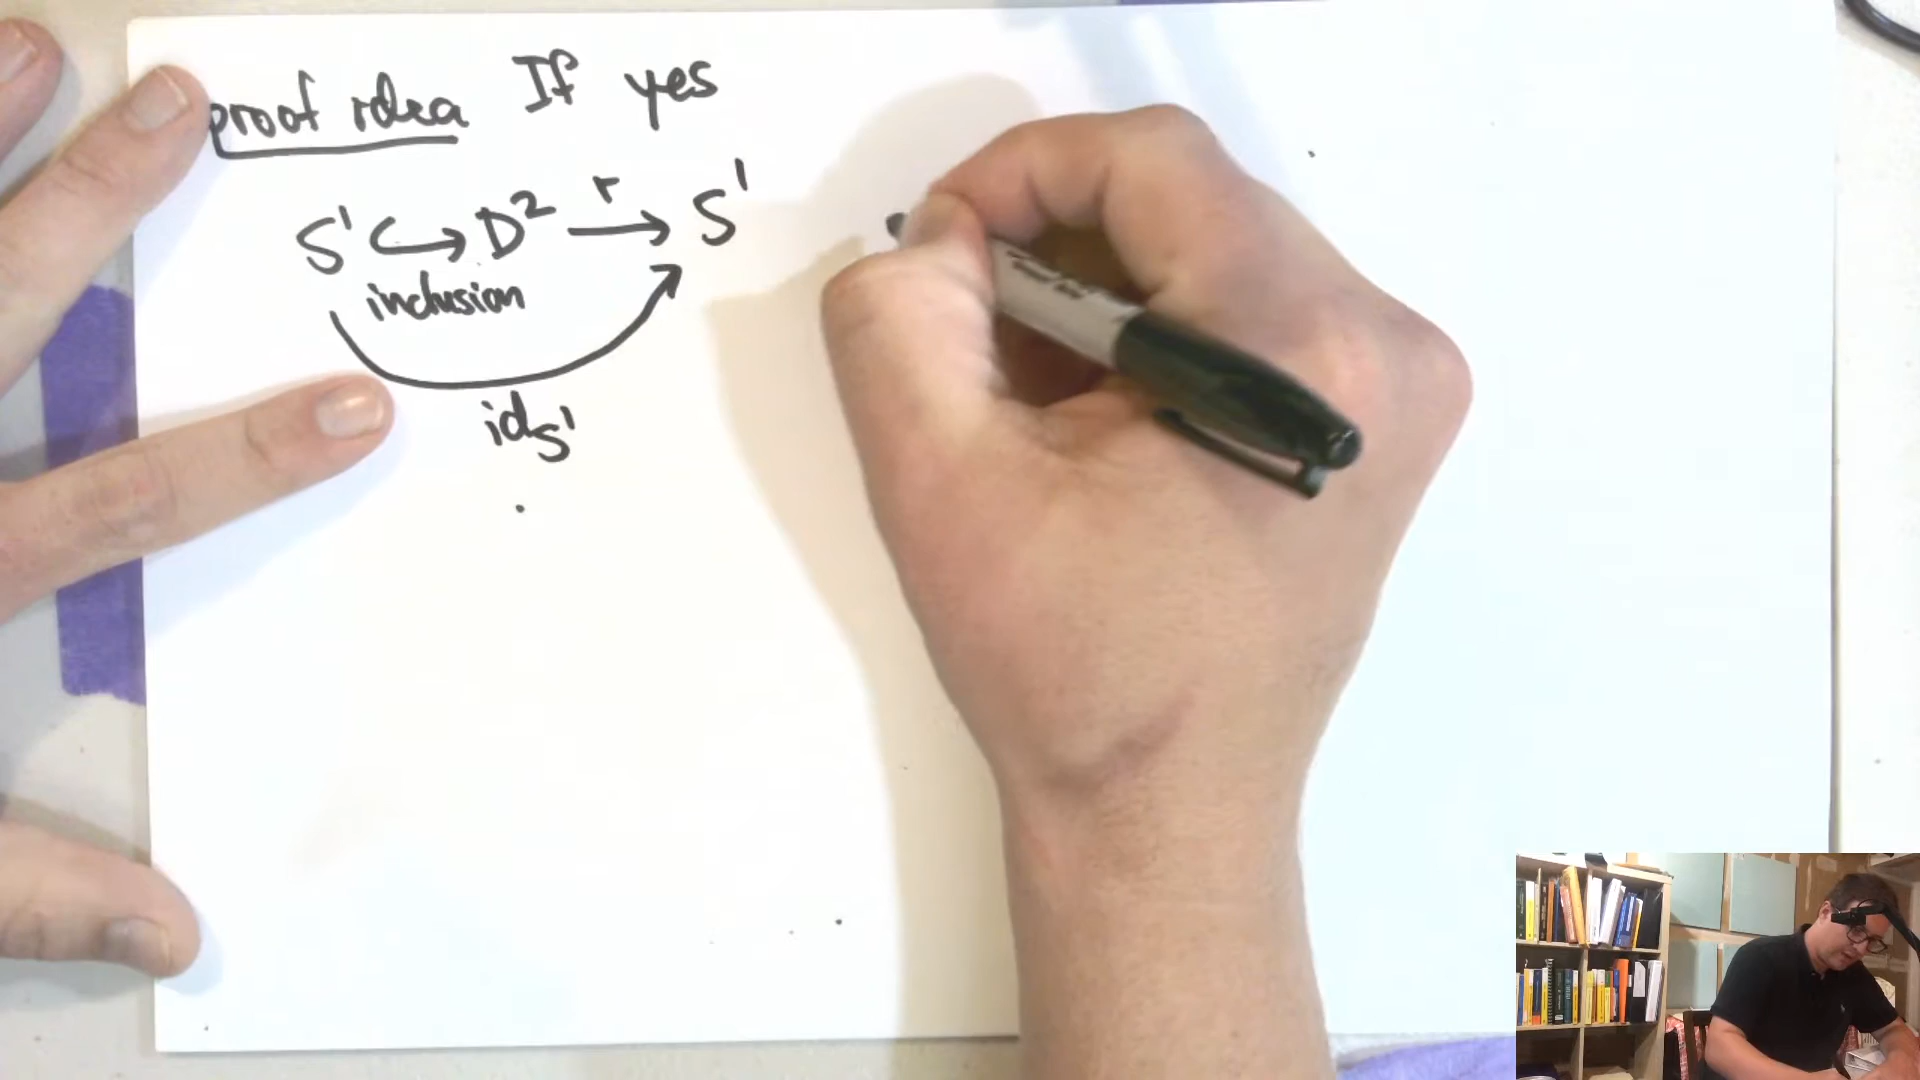 proof idea If yes
S¹ ↪ D² → S¹
r
inclusion
id_S¹